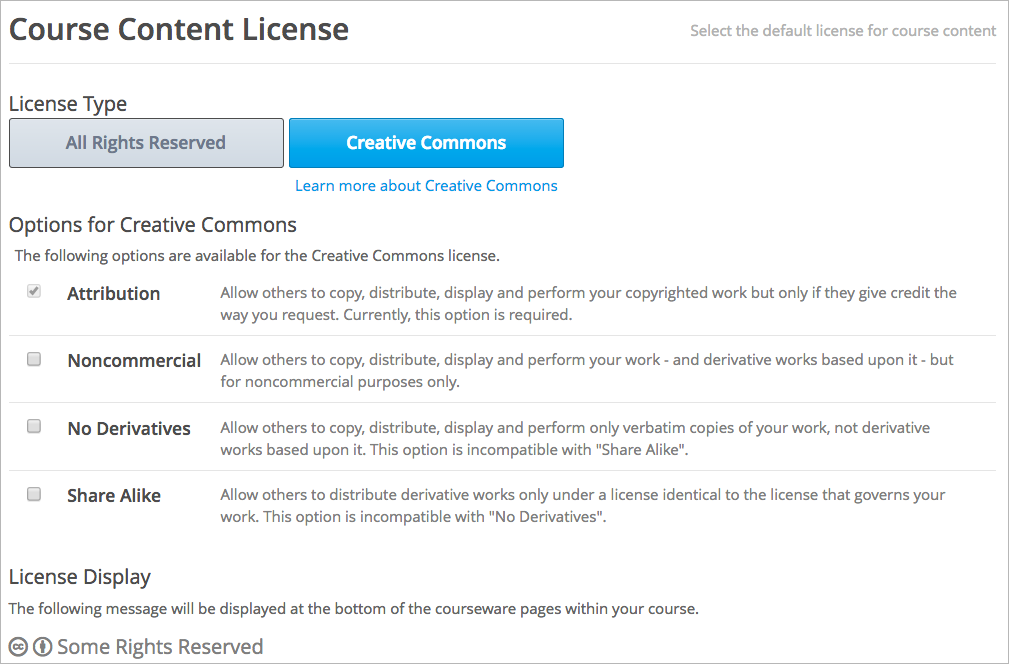 Course Content License
Select the default license for course content
License Type
All Rights Reserved
Creative Commons
Learn more about Creative Commons
Options for Creative Commons
The following options are available for the Creative Commons license.
Attribution
Allow others to copy, distribute, display and perform your copyrighted work but only if they give credit the
way you request. Currently, this option is required.
Noncommercial
Allow others to copy, distribute, display and perform your work - and derivative works based upon it - but
for noncommercial purposes only.
No Derivatives
Allow others to copy, distribute, display and perform only verbatim copies of your work, not derivative
works based upon it. This option is incompatible with "Share Alike".
Share Alike
Allow others to distribute derivative works only under a license identical to the license that governs your
work. This option is incompatible with "No Derivatives".
License Display
The following message will be displayed at the bottom of the courseware pages within your course.
cc Some Rights Reserved